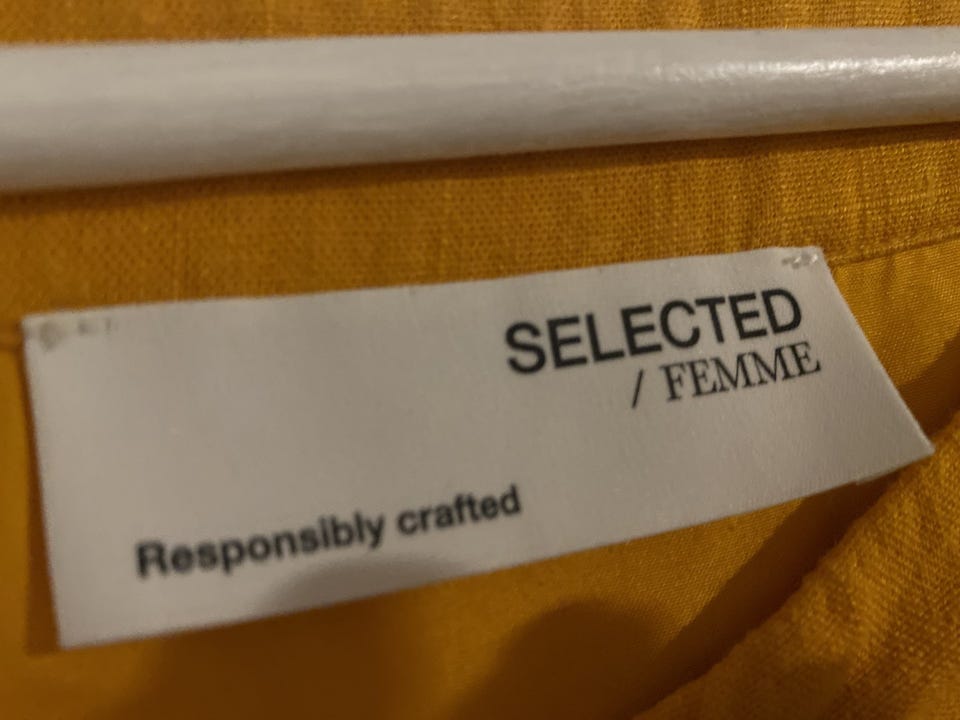 SELECTED
/ FEMME
Responsibly crafted